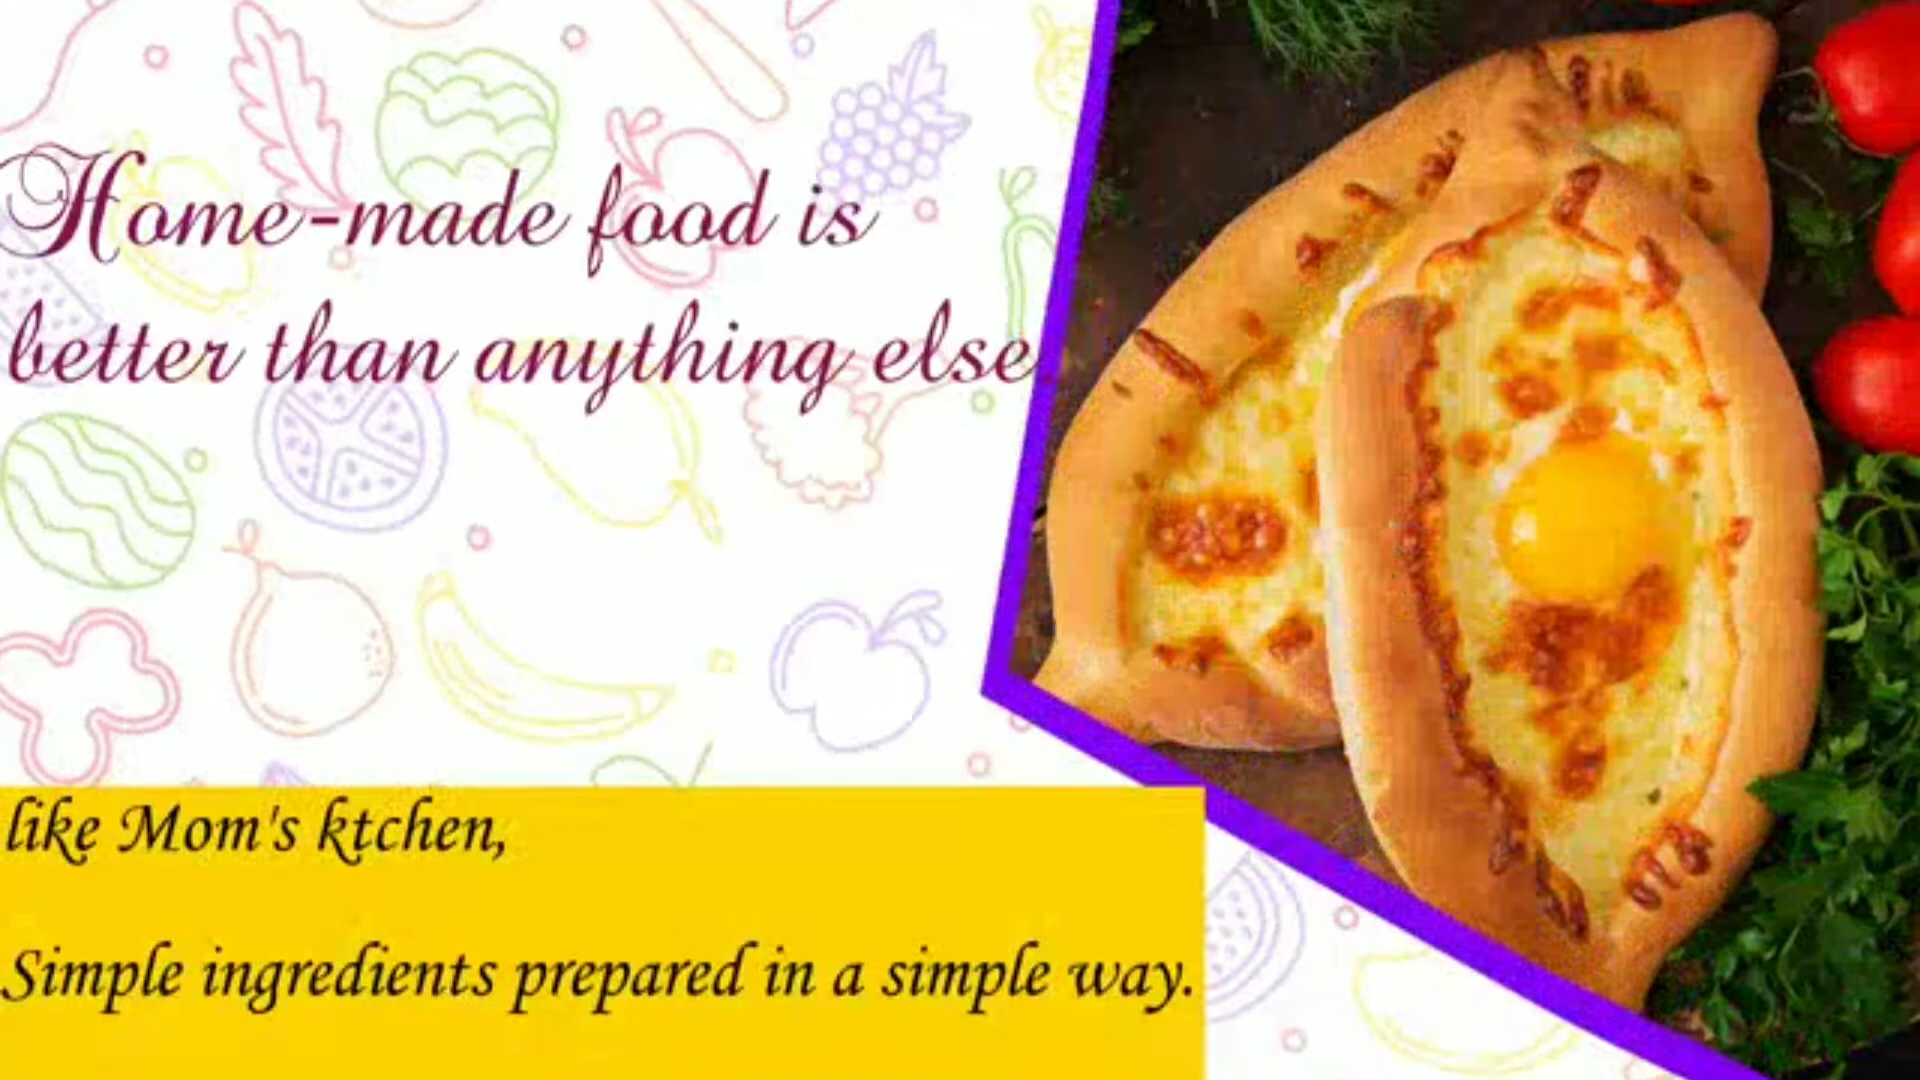 Home-made food is
better than anything else
like Mom's ktchen,
Simple ingredients prepared in a simple way.